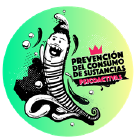 PREVENCIÓN
DEL CONSUMO
DE SUSTANCIAS
PSICOACTIVAS